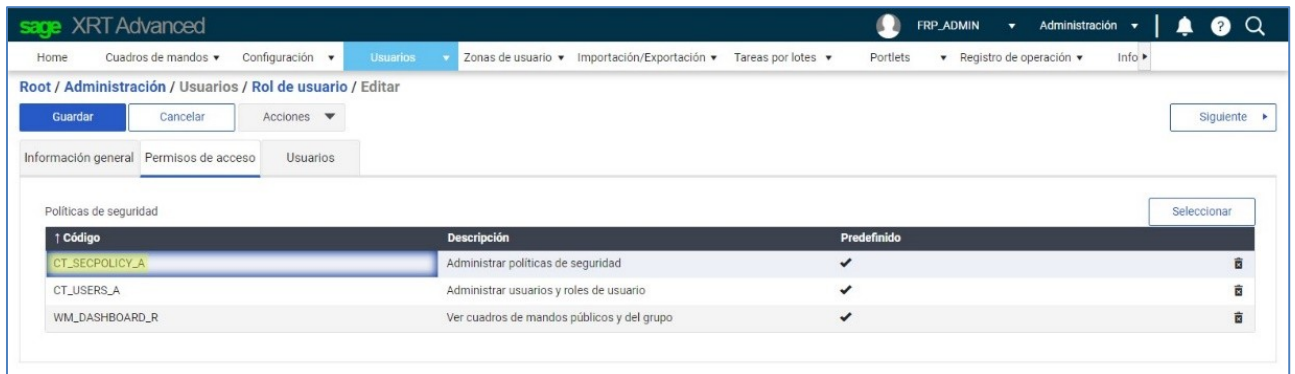 sage XRT Advanced FRP_ADMIN Administración ?
Home Cuadros de mandos Configuración Usuarios Zonas de usuario Importación/Exportación Tareas por lotes Portlets Registro de operación Info
Root / Administración / Usuarios / Rol de usuario / Editar
Guardar Cancelar Acciones Siguiente
Información general Permisos de acceso Usuarios
Políticas de seguridad Seleccionar
↑ Código Descripción Predefinido
CT_SECPOLICY_A Administrar políticas de seguridad ✔
CT_USERS_A Administrar usuarios y roles de usuario ✔
WM_DASHBOARD_R Ver cuadros de mandos públicos y del grupo ✔